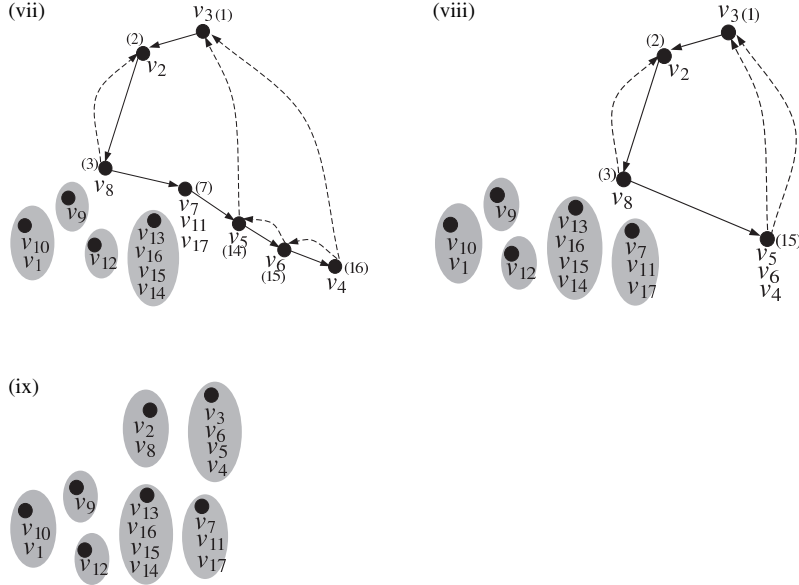 (vii)
v3(1)
(2)
v2
(3)
v8
(7)
v7
v11
v17
v5
(14)
v6
(15)
(16)
v4
v9
v10
v1
v12
v13
v16
v15
v14
(viii)
v3(1)
(2)
v2
(3)
v8
(15)
v5
v6
v4
v9
v10
v1
v12
v13
v16
v15
v14
v7
v11
v17
(ix)
v2
v8
v3
v6
v5
v4
v9
v10
v1
v12
v13
v16
v15
v14
v7
v11
v17